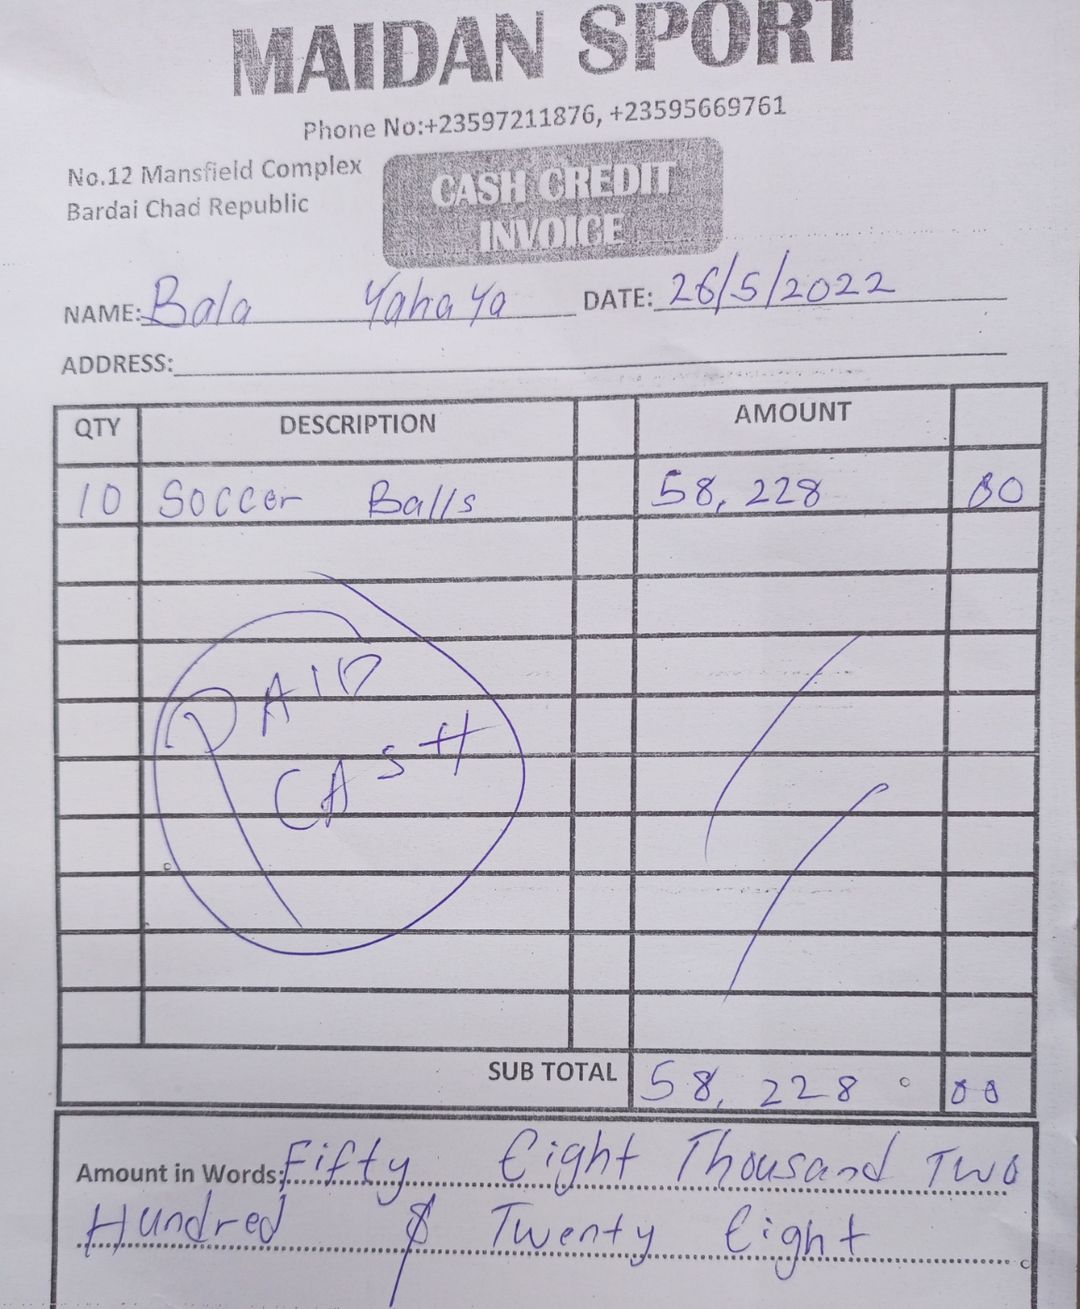 MAIDAN SPORT
Phone No:+23597211876, +23595669761
No.12 Mansfield Complex
Bardai Chad Republic
CASH CREDIT
INVOICE
NAME: Bala Yahaya DATE: 26/5/2022
ADDRESS:
QTY DESCRIPTION AMOUNT
10 Soccer Balls 58,228 00
PAID
CASH
SUB TOTAL 58,228 00
Amount in Words: Fifty Eight Thousand Two
Hundred & Twenty Eight